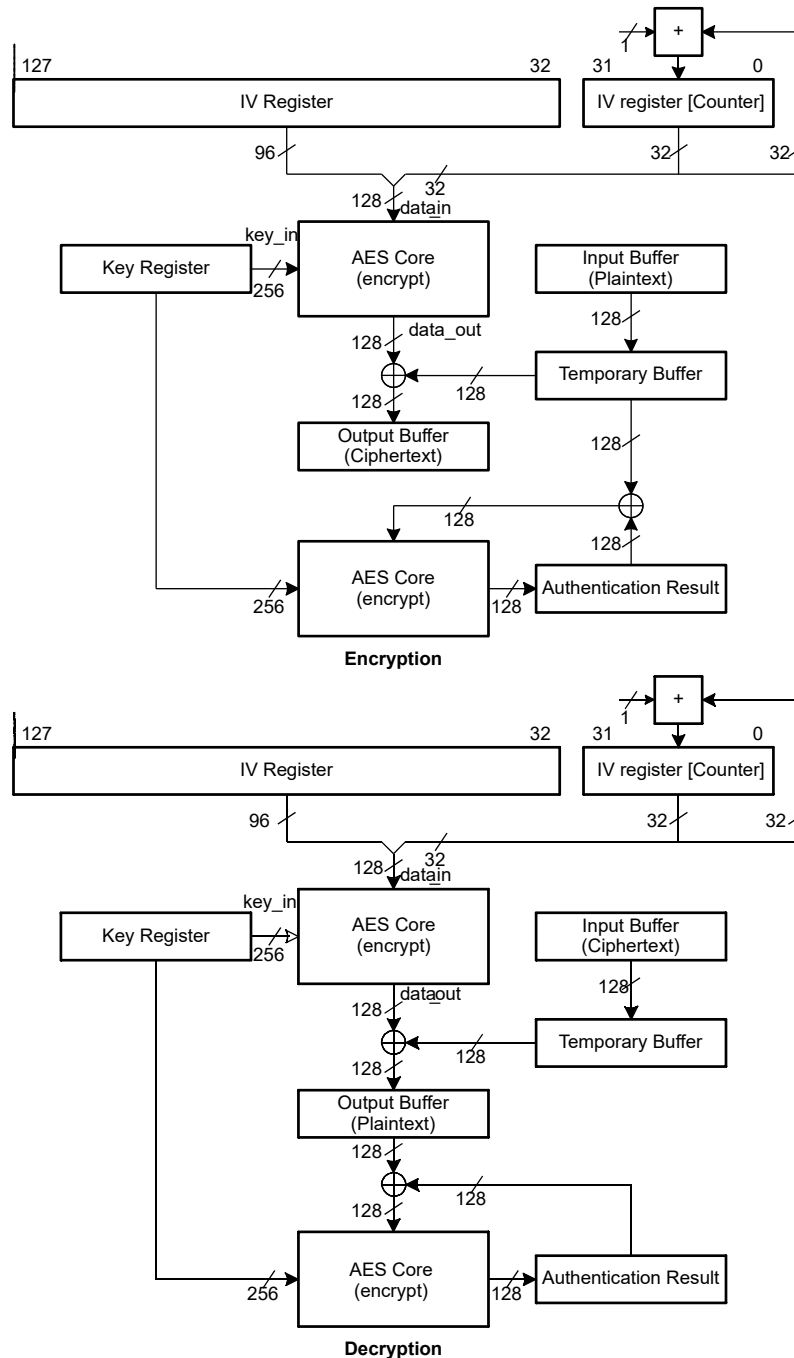 +
1
127
32
31
0
IV Register
IV register [Counter]
96
32
32
32
128
data_in
key_in
Key Register
256
AES Core
(encrypt)
Input Buffer
(Plaintext)
128
data_out
128
Temporary Buffer
128
128
Output Buffer
(Ciphertext)
128
128
128
AES Core
(encrypt)
256
128
Authentication Result
Encryption
+
1
127
32
31
0
IV Register
IV register [Counter]
96
32
32
32
128
data_in
key_in
Key Register
256
AES Core
(encrypt)
Input Buffer
(Ciphertext)
128
data_out
128
Temporary Buffer
128
128
Output Buffer
(Plaintext)
128
128
128
AES Core
(encrypt)
256
128
Authentication Result
Decryption